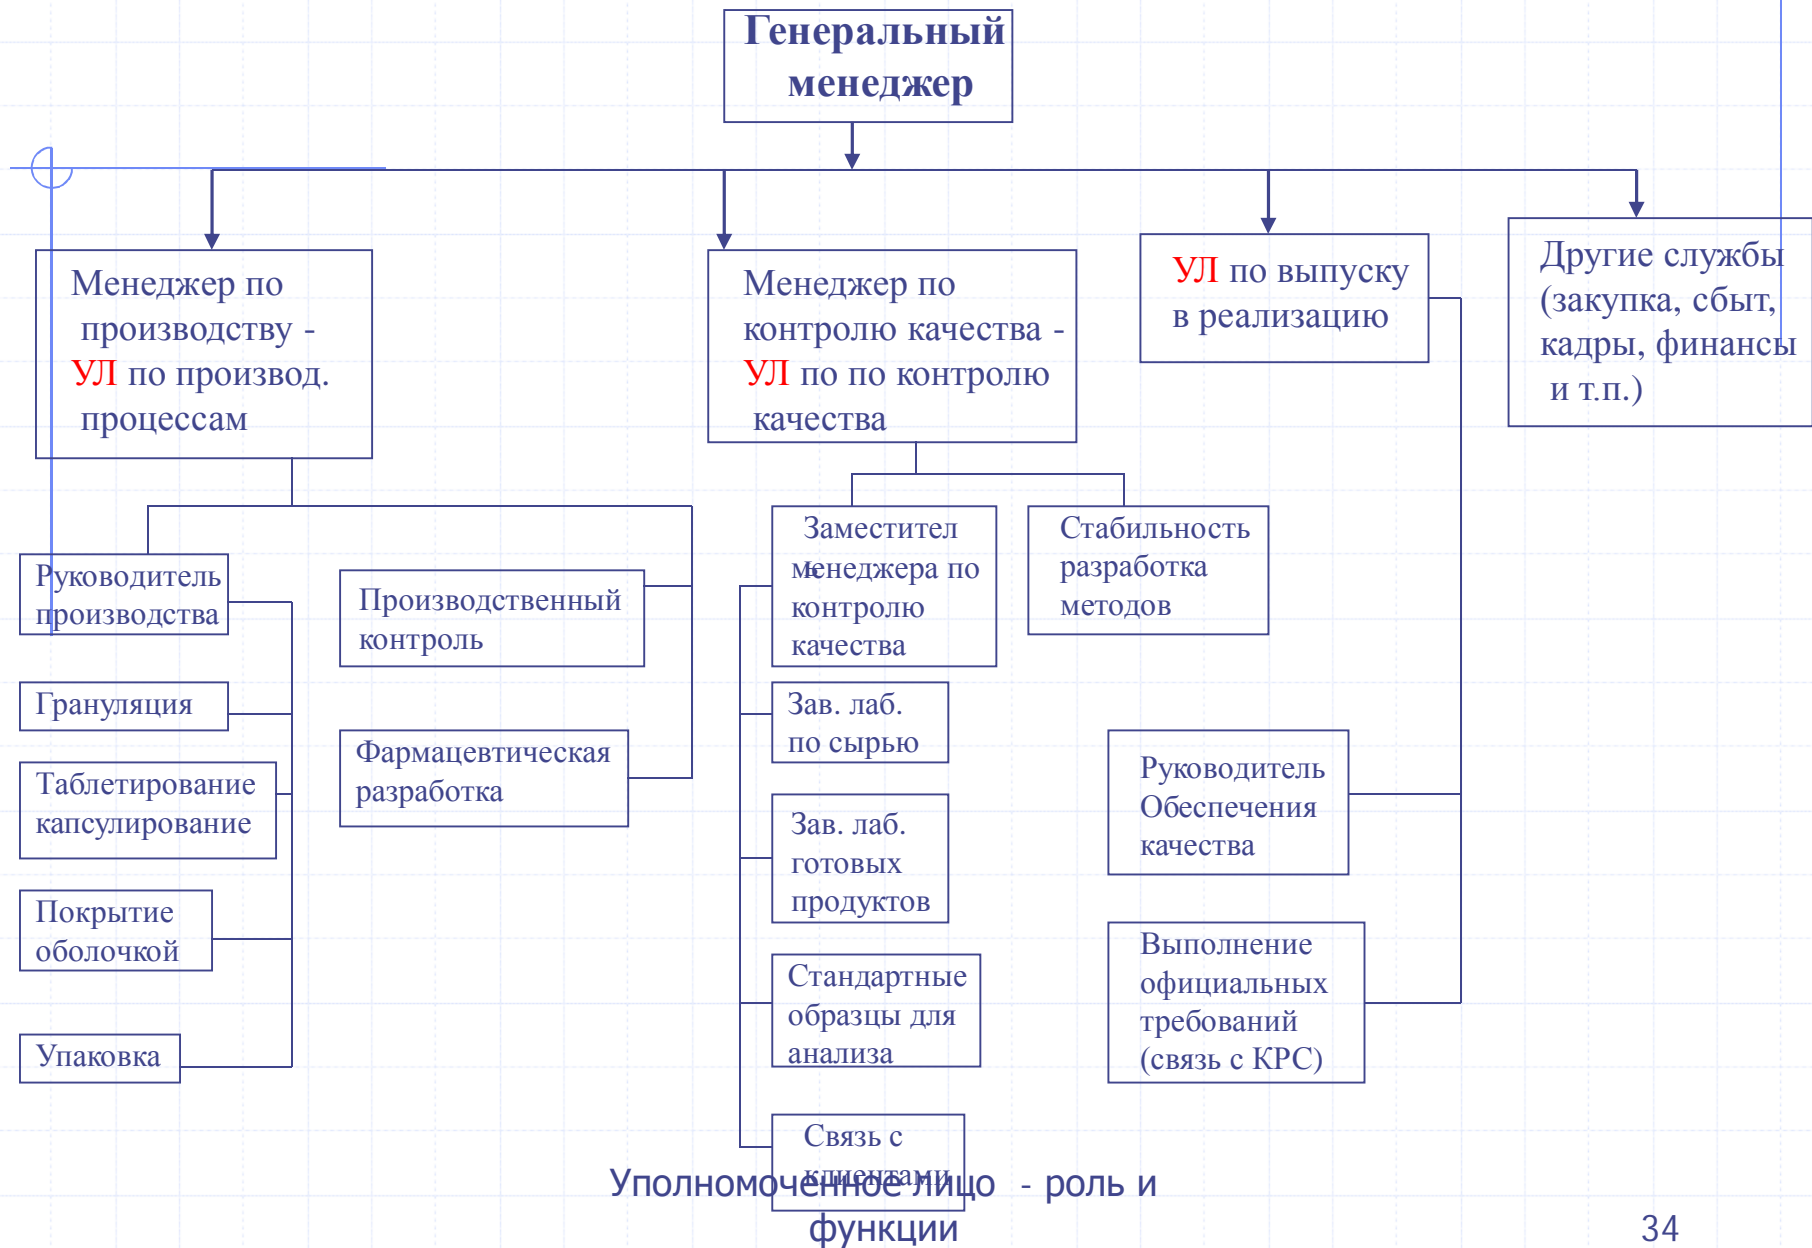 Генеральный
менеджер
Менеджер по
производству -
УЛ по производ.
процессам
Менеджер по
контролю качества -
УЛ по по контролю
качества
УЛ по выпуску
в реализацию
Другие службы
(закупка, сбыт,
кадры, финансы
и т.п.)
Руководитель
производства
Грануляция
Таблетирование
капсулирование
Покрытие
оболочкой
Упаковка
Производственный
контроль
Фармацевтическая
разработка
Заместител
ь
менеджера по
контролю
качества
Зав. лаб.
по сырью
Зав. лаб.
готовых
продуктов
Стандартные
образцы для
анализа
Связь с
клиентами
Стабильность
разработка
методов
Руководитель
Обеспечения
качества
Выполнение
официальных
требований
(связь с КРС)
Уполномоченное лицо - роль и
функции
34